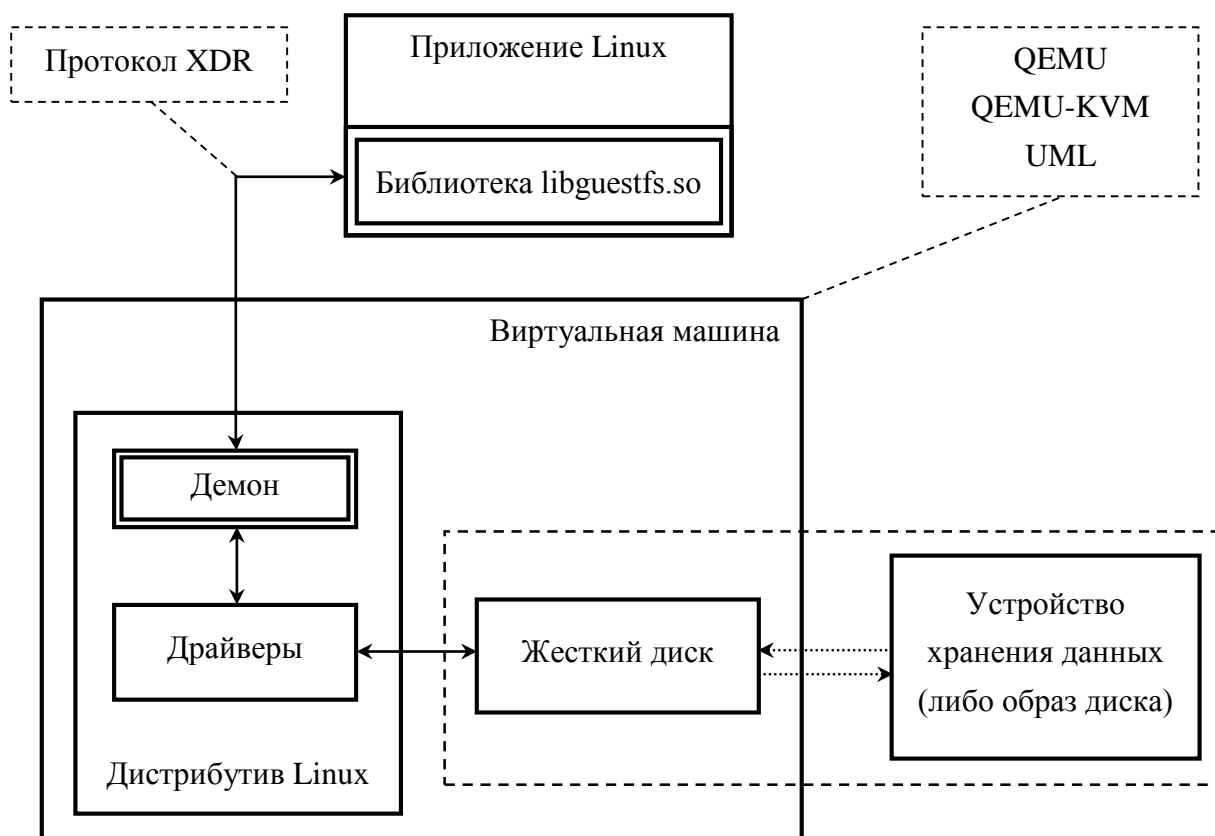 Протокол XDR
Приложение Linux
Библиотека libguestfs.so
QEMU
QEMU-KVM
UML
Виртуальная машина
Демон
Драйверы
Дистрибутив Linux
Жесткий диск
Устройство
хранения данных
(либо образ диска)